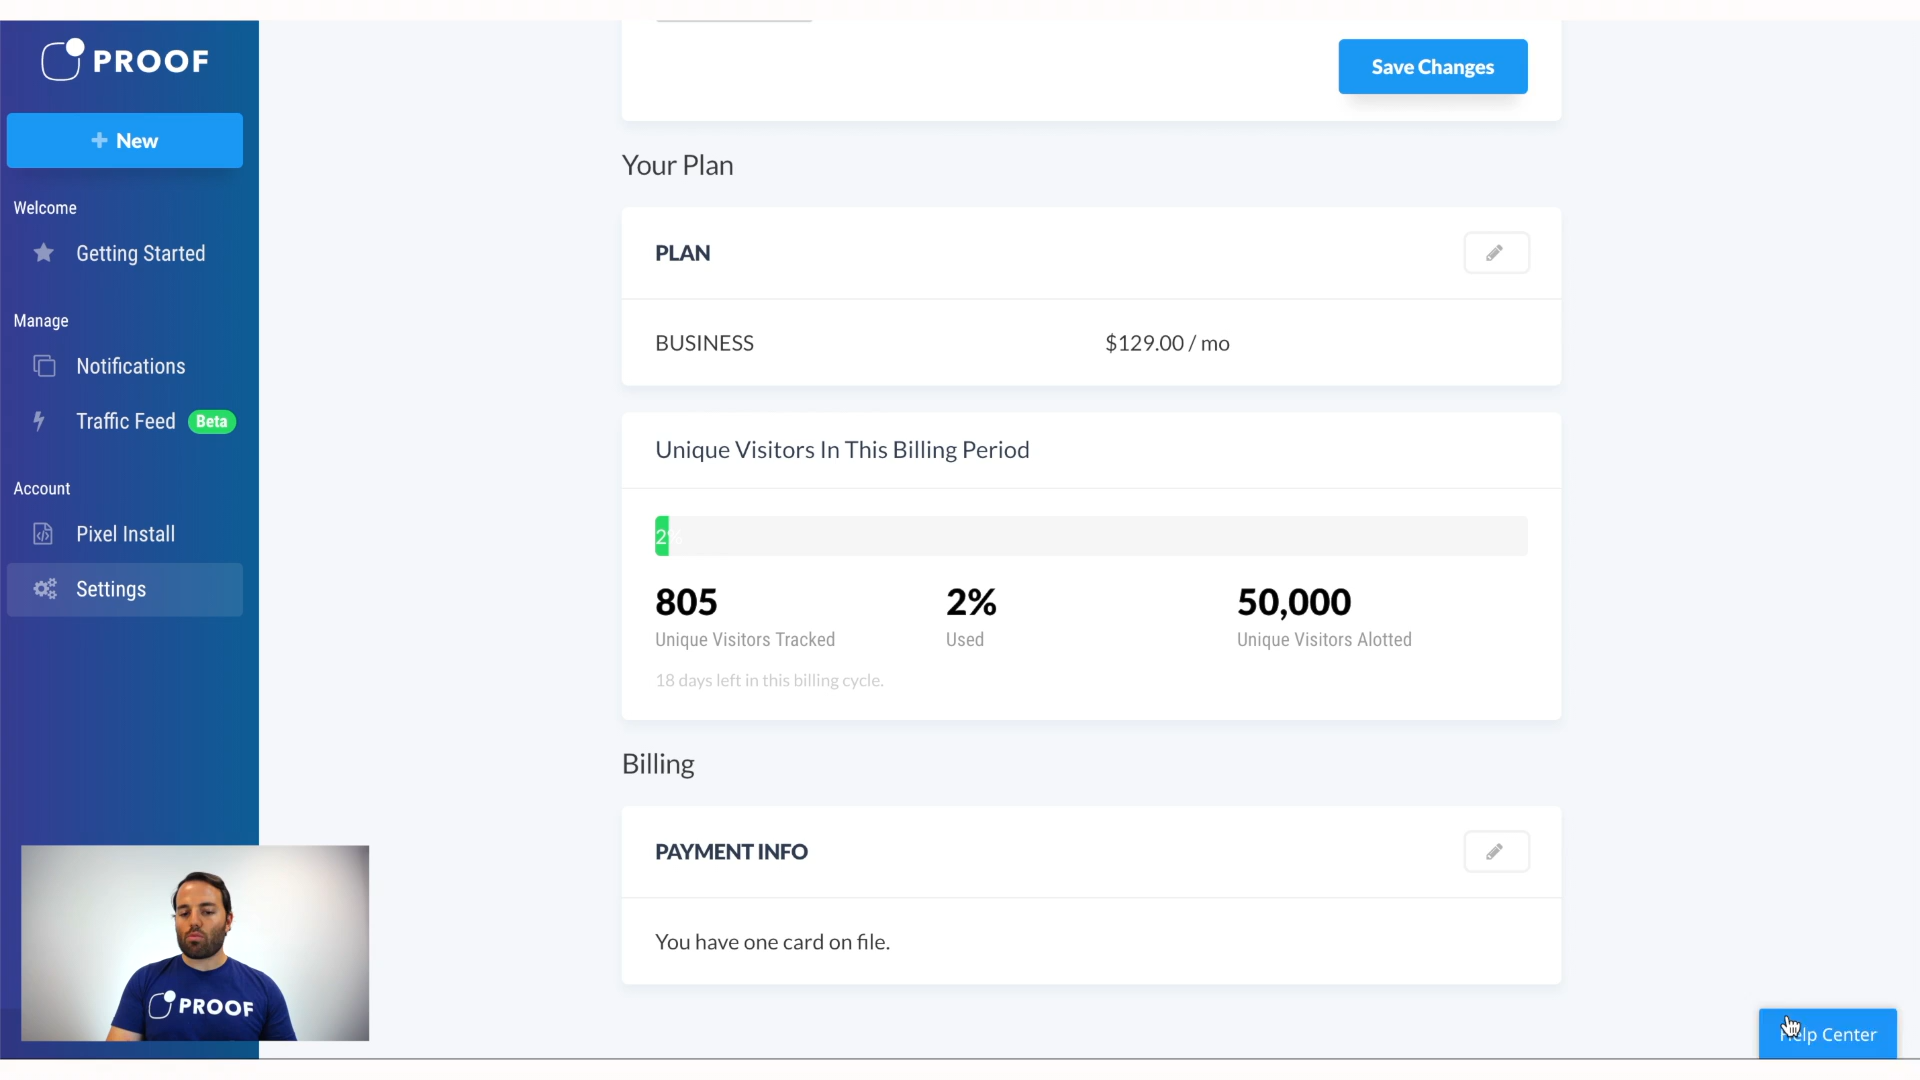 PROOF
New
Welcome
Getting Started
Manage
Notifications
Traffic Feed Beta
Account
Pixel Install
Settings
Save Changes
Your Plan
PLAN
BUSINESS $129.00 / mo
Unique Visitors In This Billing Period
2%
805 2% 50,000
Unique Visitors Tracked Used Unique Visitors Alotted
18 days left in this billing cycle.
Billing
PAYMENT INFO
You have one card on file.
PROOF
Help Center